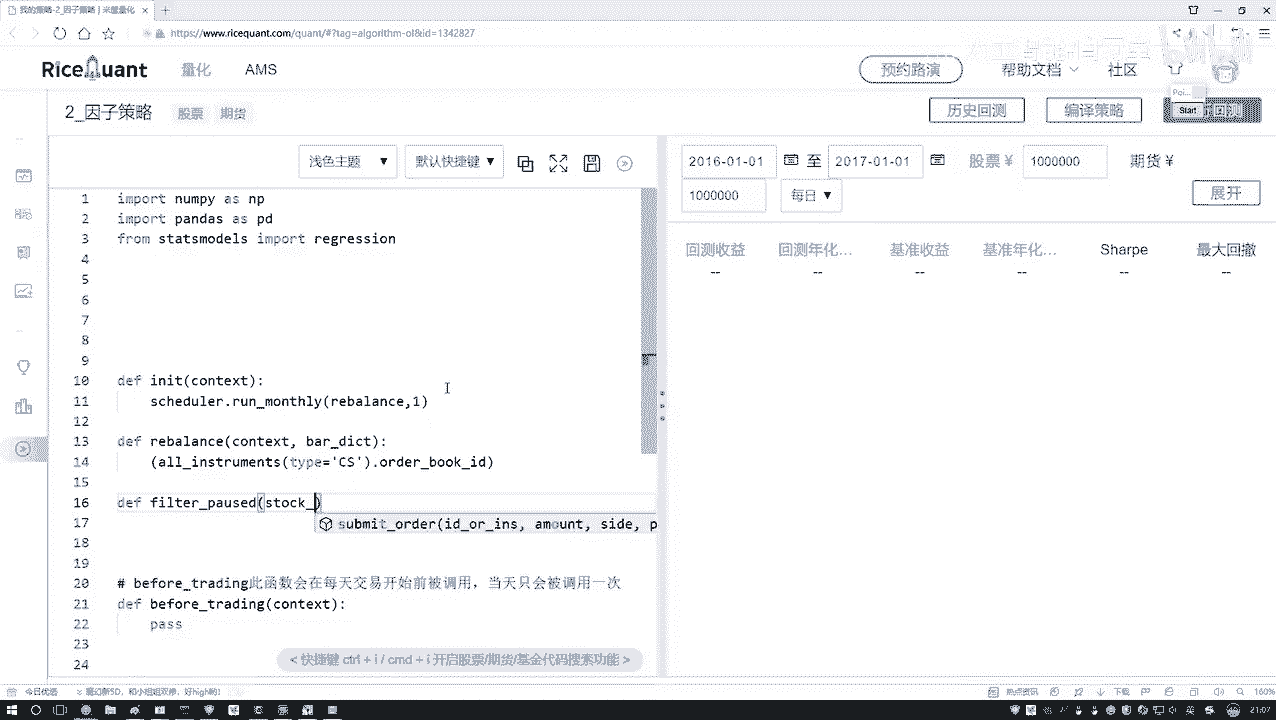 我的策略-2_因子策略 | 米筐量化
https://www.ricequant.com/quant/#?tag=algorithm-ol&id=1342827
RiceQuant 量化 AMS 预约路演 帮助文档 社区
Poi...
2_因子策略 股票 期货 历史回测 编译策略 Start
浅色主题 ▼ 默认快捷键 ▼
2016-01-01 至 2017-01-01 股票 ¥ 1000000 期货 ¥
1000000 每日 ▼ 展开
回测收益 回测年化... 基准收益 基准年化... Sharpe 最大回撤
-- -- -- -- -- --
1 import numpy as np
2 import pandas as pd
3 from statsmodels import regression
4
5
6
7
8
9
10 def init(context):
11 scheduler.run_monthly(rebalance,1)
12
13 def rebalance(context, bar_dict):
14 (all_instruments(type='CS').order_book_id)
15
16 def filter_paused(stock_)
17
submit_order(id_or_ins, amount, side, p
18
19
20 # before_trading此函数会在每天交易开始前被调用，当天只会被调用一次
21 def before_trading(context):
22 pass
23
24
< 快捷键 ctrl + i / cmd + i 开启股票/期货/基金代码搜索功能 >
今日优选 热点资讯 下载 160%
21:07